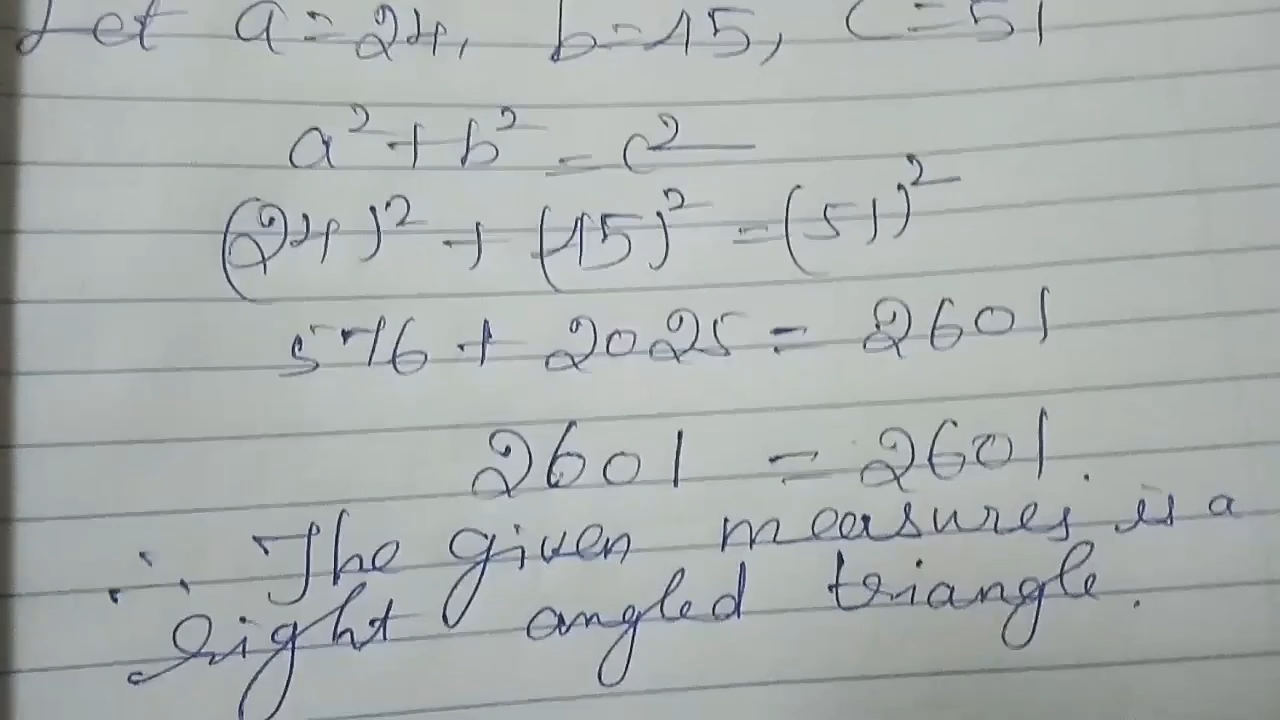 Let a=24, b=45, c=51
a²+b²=c²
(24)²+(45)²=(51)²
576+2025=2601
2601=2601.
∴ The given measures is a
right angled triangle.